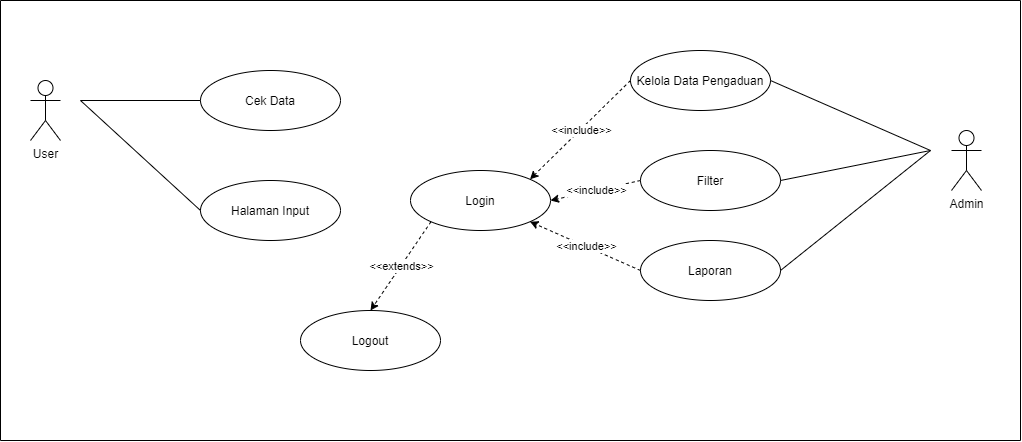 User
Cek Data
Halaman Input
Login
<<extends>>
Logout
<<include>>
<<include>>
<<include>>
Kelola Data Pengaduan
Filter
Laporan
Admin